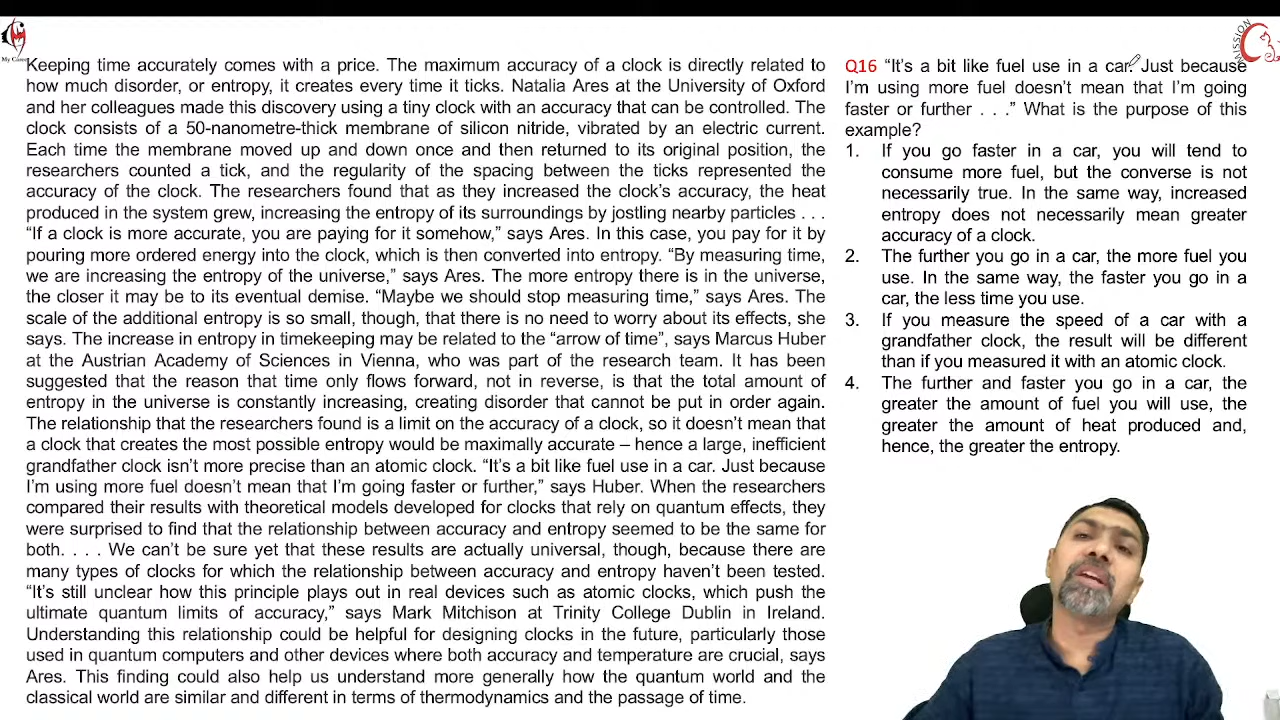 My Career
MISSION
Keeping time accurately comes with a price. The maximum accuracy of a clock is directly related to
how much disorder, or entropy, it creates every time it ticks. Natalia Ares at the University of Oxford
and her colleagues made this discovery using a tiny clock with an accuracy that can be controlled. The
clock consists of a 50-nanometre-thick membrane of silicon nitride, vibrated by an electric current.
Each time the membrane moved up and down once and then returned to its original position, the
researchers counted a tick, and the regularity of the spacing between the ticks represented the
accuracy of the clock. The researchers found that as they increased the clock's accuracy, the heat
produced in the system grew, increasing the entropy of its surroundings by jostling nearby particles . . .
“If a clock is more accurate, you are paying for it somehow,” says Ares. In this case, you pay for it by
pouring more ordered energy into the clock, which is then converted into entropy. “By measuring time,
we are increasing the entropy of the universe,” says Ares. The more entropy there is in the universe,
the closer it may be to its eventual demise. “Maybe we should stop measuring time,” says Ares. The
scale of the additional entropy is so small, though, that there is no need to worry about its effects, she
says. The increase in entropy in timekeeping may be related to the “arrow of time”, says Marcus Huber
at the Austrian Academy of Sciences in Vienna, who was part of the research team. It has been
suggested that the reason that time only flows forward, not in reverse, is that the total amount of
entropy in the universe is constantly increasing, creating disorder that cannot be put in order again.
The relationship that the researchers found is a limit on the accuracy of a clock, so it doesn't mean that
a clock that creates the most possible entropy would be maximally accurate – hence a large, inefficient
grandfather clock isn't more precise than an atomic clock. “It's a bit like fuel use in a car. Just because
I'm using more fuel doesn't mean that I'm going faster or further,” says Huber. When the researchers
compared their results with theoretical models developed for clocks that rely on quantum effects, they
were surprised to find that the relationship between accuracy and entropy seemed to be the same for
both. . . . We can't be sure yet that these results are actually universal, though, because there are
many types of clocks for which the relationship between accuracy and entropy haven't been tested.
“It's still unclear how this principle plays out in real devices such as atomic clocks, which push the
ultimate quantum limits of accuracy,” says Mark Mitchison at Trinity College Dublin in Ireland.
Understanding this relationship could be helpful for designing clocks in the future, particularly those
used in quantum computers and other devices where both accuracy and temperature are crucial, says
Ares. This finding could also help us understand more generally how the quantum world and the
classical world are similar and different in terms of thermodynamics and the passage of time.
Q16 “It's a bit like fuel use in a car. Just because
I'm using more fuel doesn't mean that I'm going
faster or further . . .” What is the purpose of this
example?
1. If you go faster in a car, you will tend to
consume more fuel, but the converse is not
necessarily true. In the same way, increased
entropy does not necessarily mean greater
accuracy of a clock.
2. The further you go in a car, the more fuel you
use. In the same way, the faster you go in a
car, the less time you use.
3. If you measure the speed of a car with a
grandfather clock, the result will be different
than if you measured it with an atomic clock.
4. The further and faster you go in a car, the
greater the amount of fuel you will use, the
greater the amount of heat produced and,
hence, the greater the entropy.